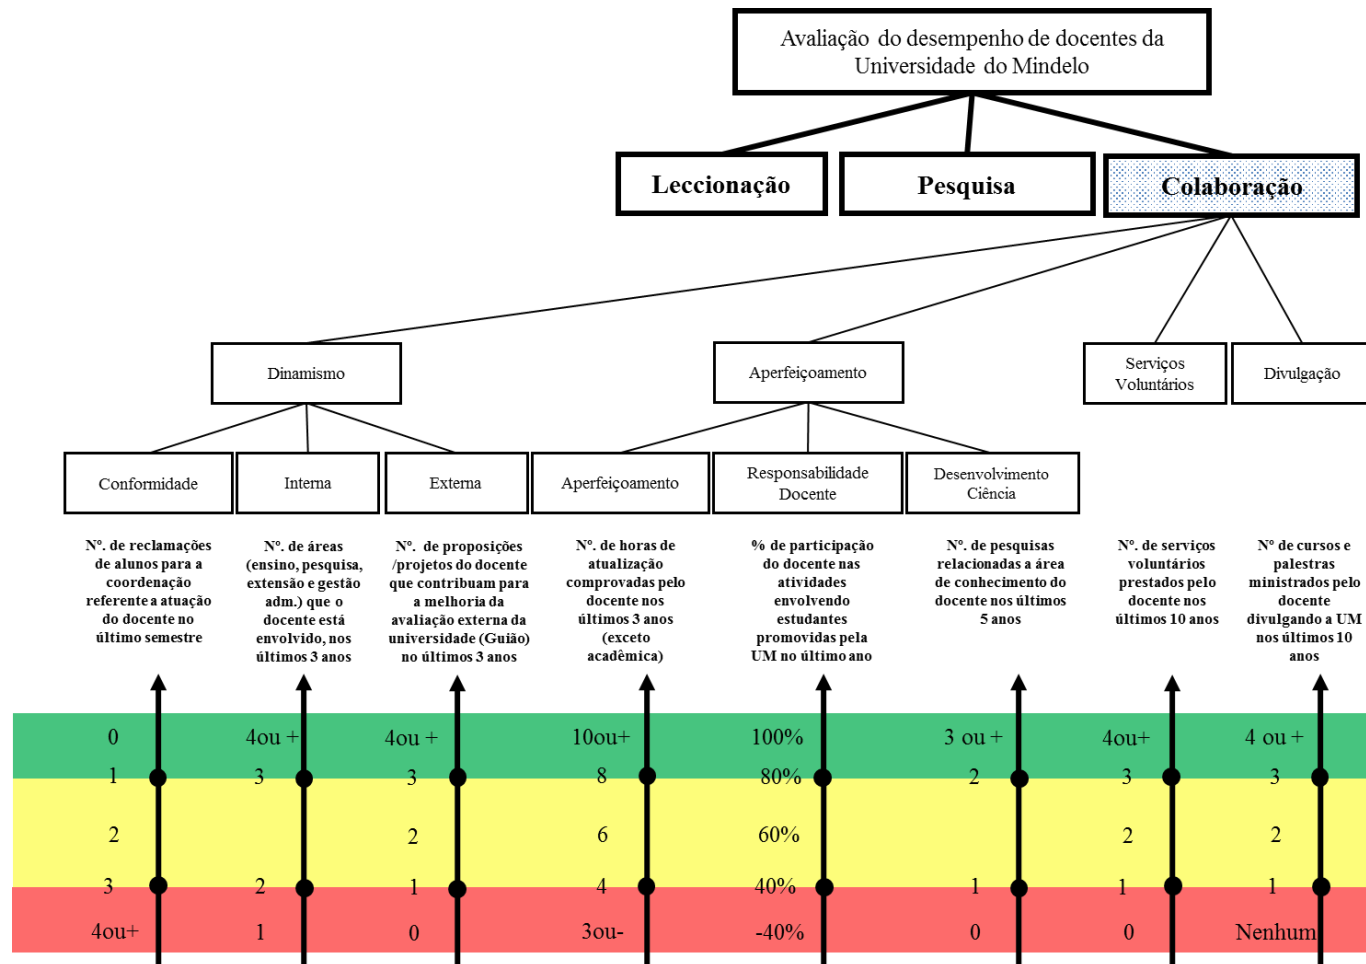 Avaliação do desempenho de docentes da
Universidade do Mindelo
Leccionação
Pesquisa
Colaboração
Dinamismo
Aperfeiçoamento
Serviços
Voluntários
Divulgação
Conformidade
Interna
Externa
Aperfeiçoamento
Responsabilidade
Docente
Desenvolvimento
Ciência
Nº. de reclamações
de alunos para a
coordenação
referente a atuação
do docente no
último semestre
Nº. de áreas
(ensino, pesquisa,
extensão e gestão
adm.) que o
docente está
envolvido, nos
últimos 3 anos
Nº. de proposições
/projetos do docente
que contribuam para
a melhoria da
avaliação externa da
universidade (Guião)
no último 3 anos
Nº. de horas de
atualização
comprovadas pelo
docente nos
últimos 3 anos
(exceto
acadêmica)
% de participação
do docente nas
atividades
envolvendo
estudantes
promovidas pela
UM no último ano
Nº. de pesquisas
relacionadas a área
de conhecimento do
docente nos últimos
5 anos
Nº. de serviços
voluntários
prestados pelo
docente nos
últimos 10 anos
Nº de cursos e
palestras
ministrados pelo
docente
divulgando a UM
nos últimos 10
anos
0 4ou + 4ou + 10ou+ 100% 3 ou + 4ou+ 4 ou +
1 3 3 8 80% 2 3 3
2 2 6 60% 2 2
3 2 1 4 40% 1 1 1
4ou+ 1 0 3ou- -40% 0 0 Nenhum